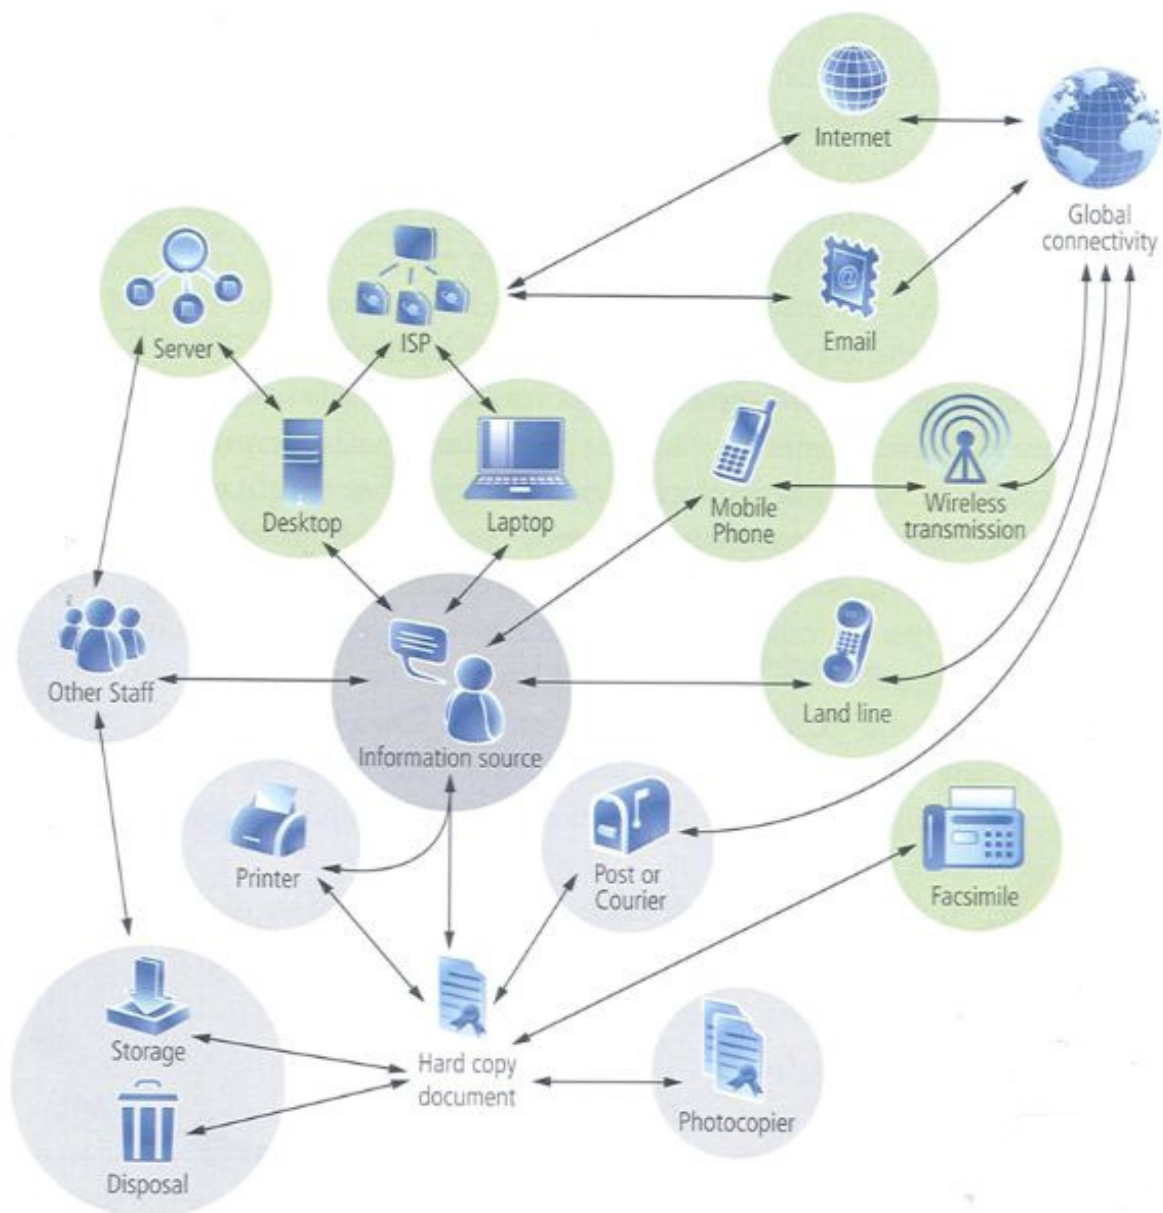 Internet
Global
connectivity
Server
ISP
Email
@
Desktop
Laptop
Mobile
Phone
Wireless
transmission
Other Staff
Land line
Information source
Printer
Post or
Courier
Facsimile
Storage
Hard copy
document
Photocopier
Disposal